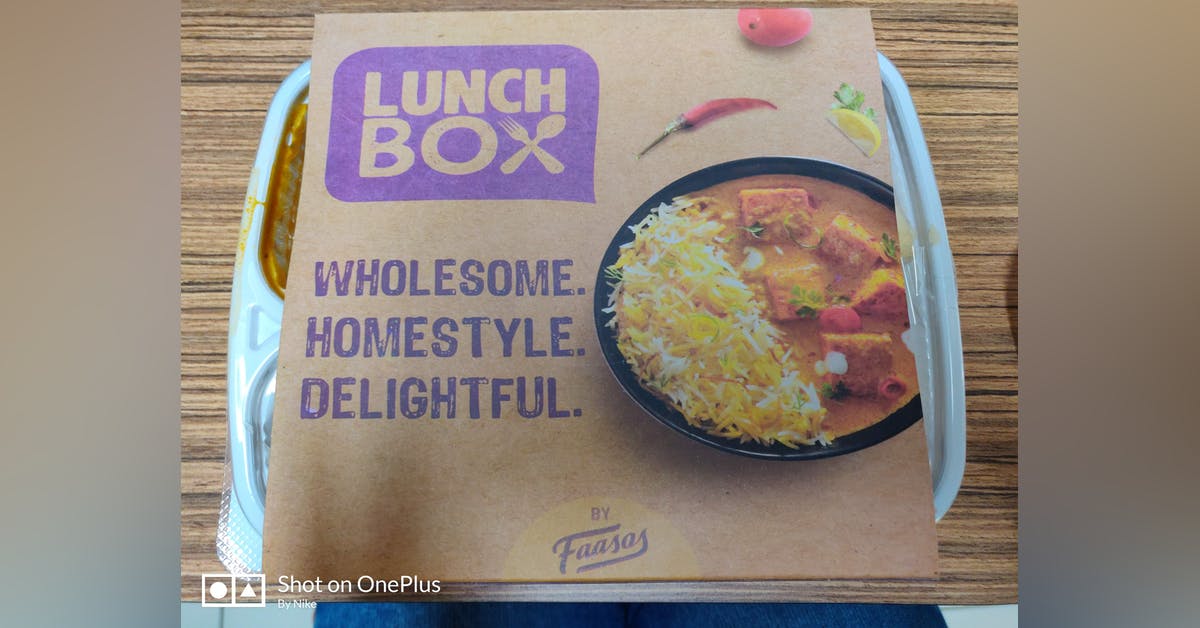 LUNCH
BOX
WHOLESOME.
HOMESTYLE.
DELIGHTFUL.
BY
Faasos
Shot on OnePlus
By Nike